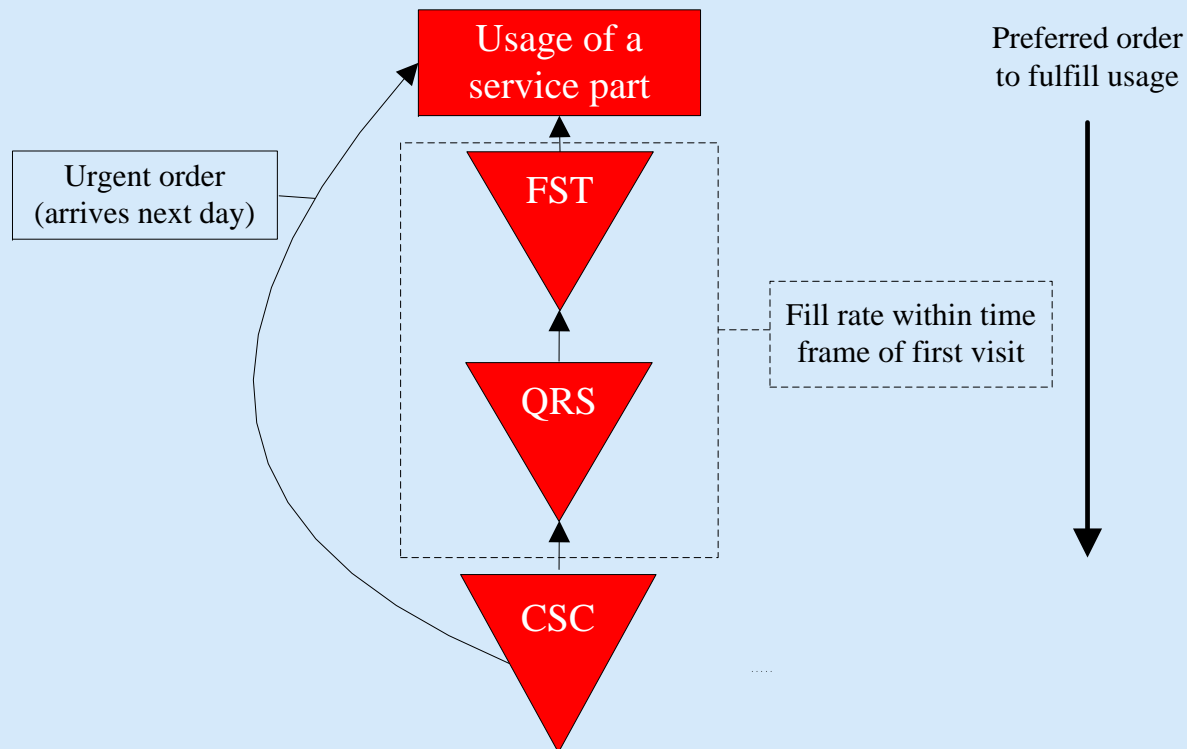 Usage of a
service part
Preferred order
to fulfill usage
Urgent order
(arrives next day)
FST
Fill rate within time
frame of first visit
QRS
CSC
.....